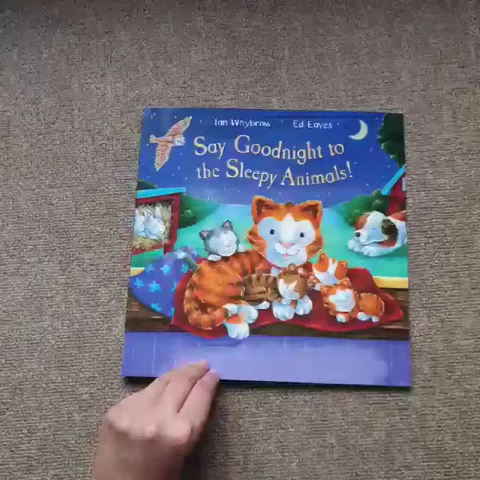 Ian Whybrow Ed Eaves
Say Goodnight to
the Sleepy Animals!